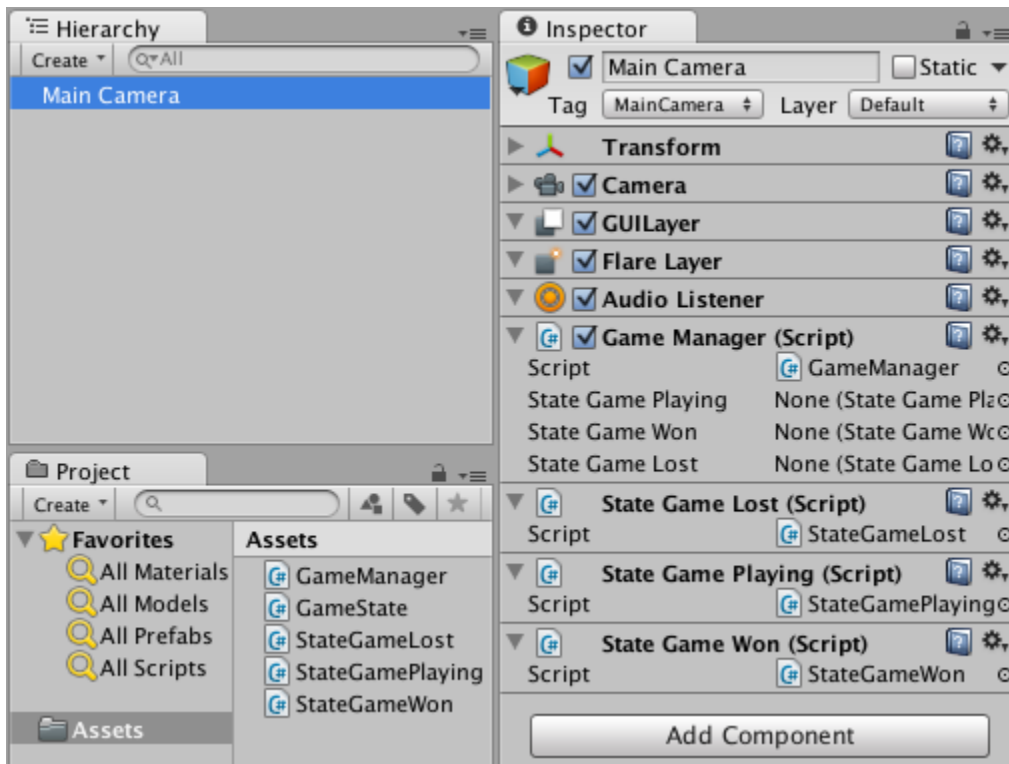 Hierarchy
Create
All
Main Camera
Project
Create
Favorites
All Materials
All Models
All Prefabs
All Scripts
Assets
Assets
GameManager
GameState
StateGameLost
StateGamePlaying
StateGameWon
Inspector
Main Camera
Static
Tag MainCamera Layer Default
Transform
Camera
GUILayer
Flare Layer
Audio Listener
Game Manager (Script)
Script GameManager
State Game Playing None (State Game Pla
State Game Won None (State Game Wo
State Game Lost None (State Game Lo
State Game Lost (Script)
Script StateGameLost
State Game Playing (Script)
Script StateGamePlaying
State Game Won (Script)
Script StateGameWon
Add Component